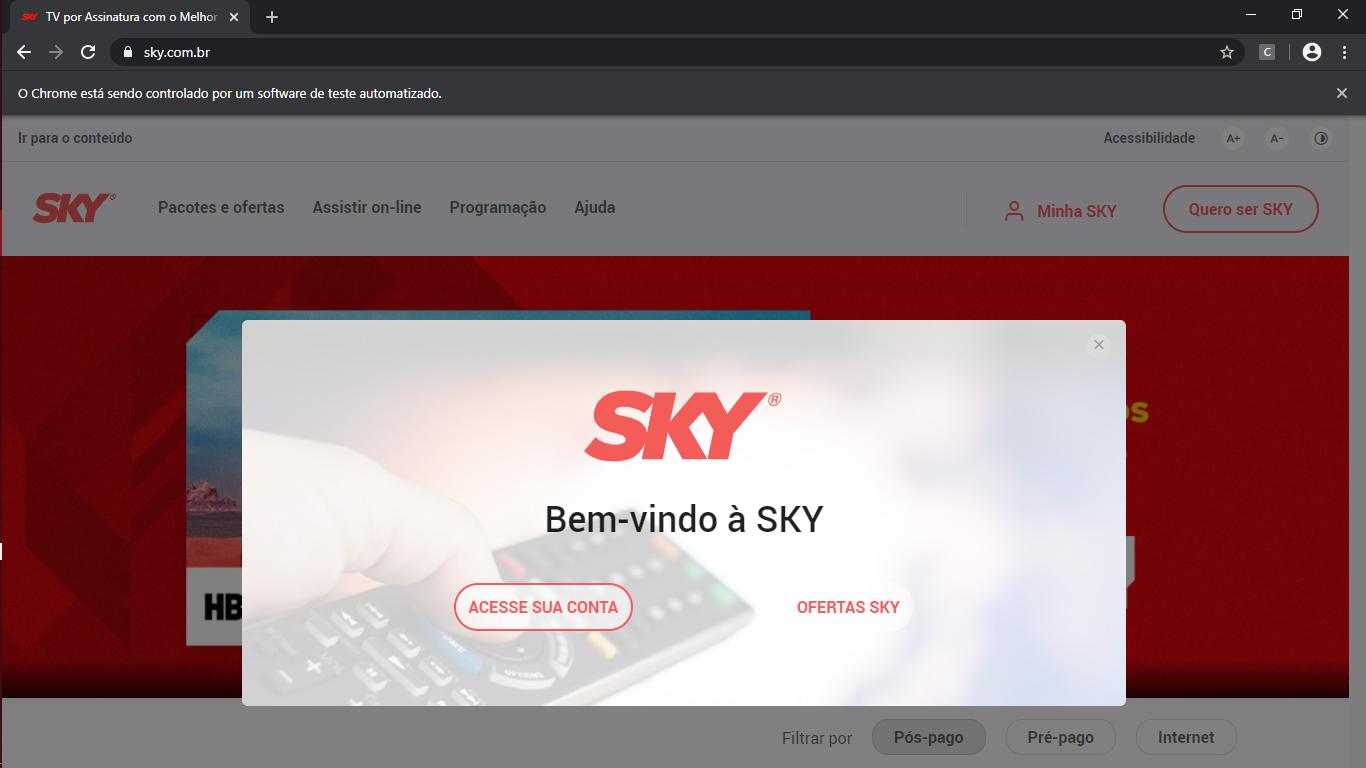 SKY TV por Assinatura com o Melhor
sky.com.br
C
O Chrome está sendo controlado por um software de teste automatizado.
Ir para o conteúdo
Acessibilidade A+ A-
SKY® Pacotes e ofertas Assistir on-line Programação Ajuda Minha SKY Quero ser SKY
SKY®
Bem-vindo à SKY
HB
ACESSE SUA CONTA OFERTAS SKY
Filtrar por Pós-pago Pré-pago Internet